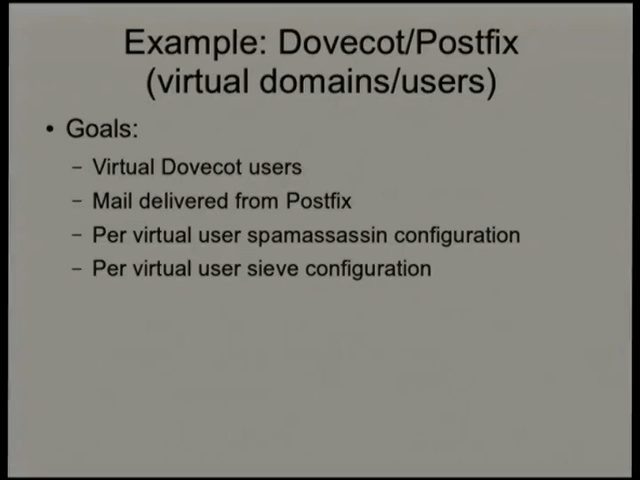 Example: Dovecot/Postfix
(virtual domains/users)
• Goals:
– Virtual Dovecot users
– Mail delivered from Postfix
– Per virtual user spamassassin configuration
– Per virtual user sieve configuration